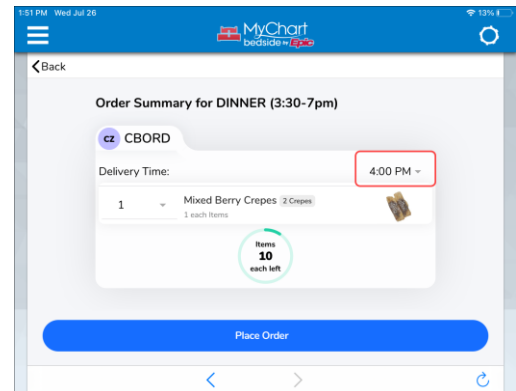 1:51 PM Wed Jul 26
13%
MyChart
bedside by Epic
Back
Order Summary for DINNER (3:30-7pm)
CZ CBORD
Delivery Time:
4:00 PM
1
Mixed Berry Crepes 2 Crepes
1 each Items
Items
10
each left
Place Order